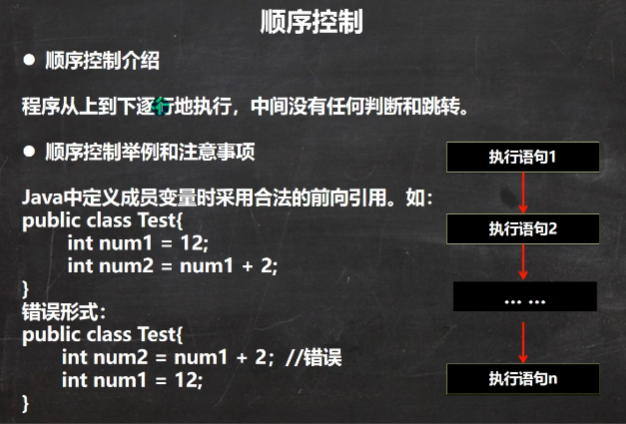 顺序控制
● 顺序控制介绍
程序从上到下逐行地执行，中间没有任何判断和跳转。
● 顺序控制举例和注意事项
Java中定义成员变量时采用合法的前向引用。如：
public class Test{
int num1 = 12;
int num2 = num1 + 2;
}
错误形式：
public class Test{
int num2 = num1 + 2；//错误
int num1 = 12;
}
执行语句1
执行语句2
... ...
执行语句n